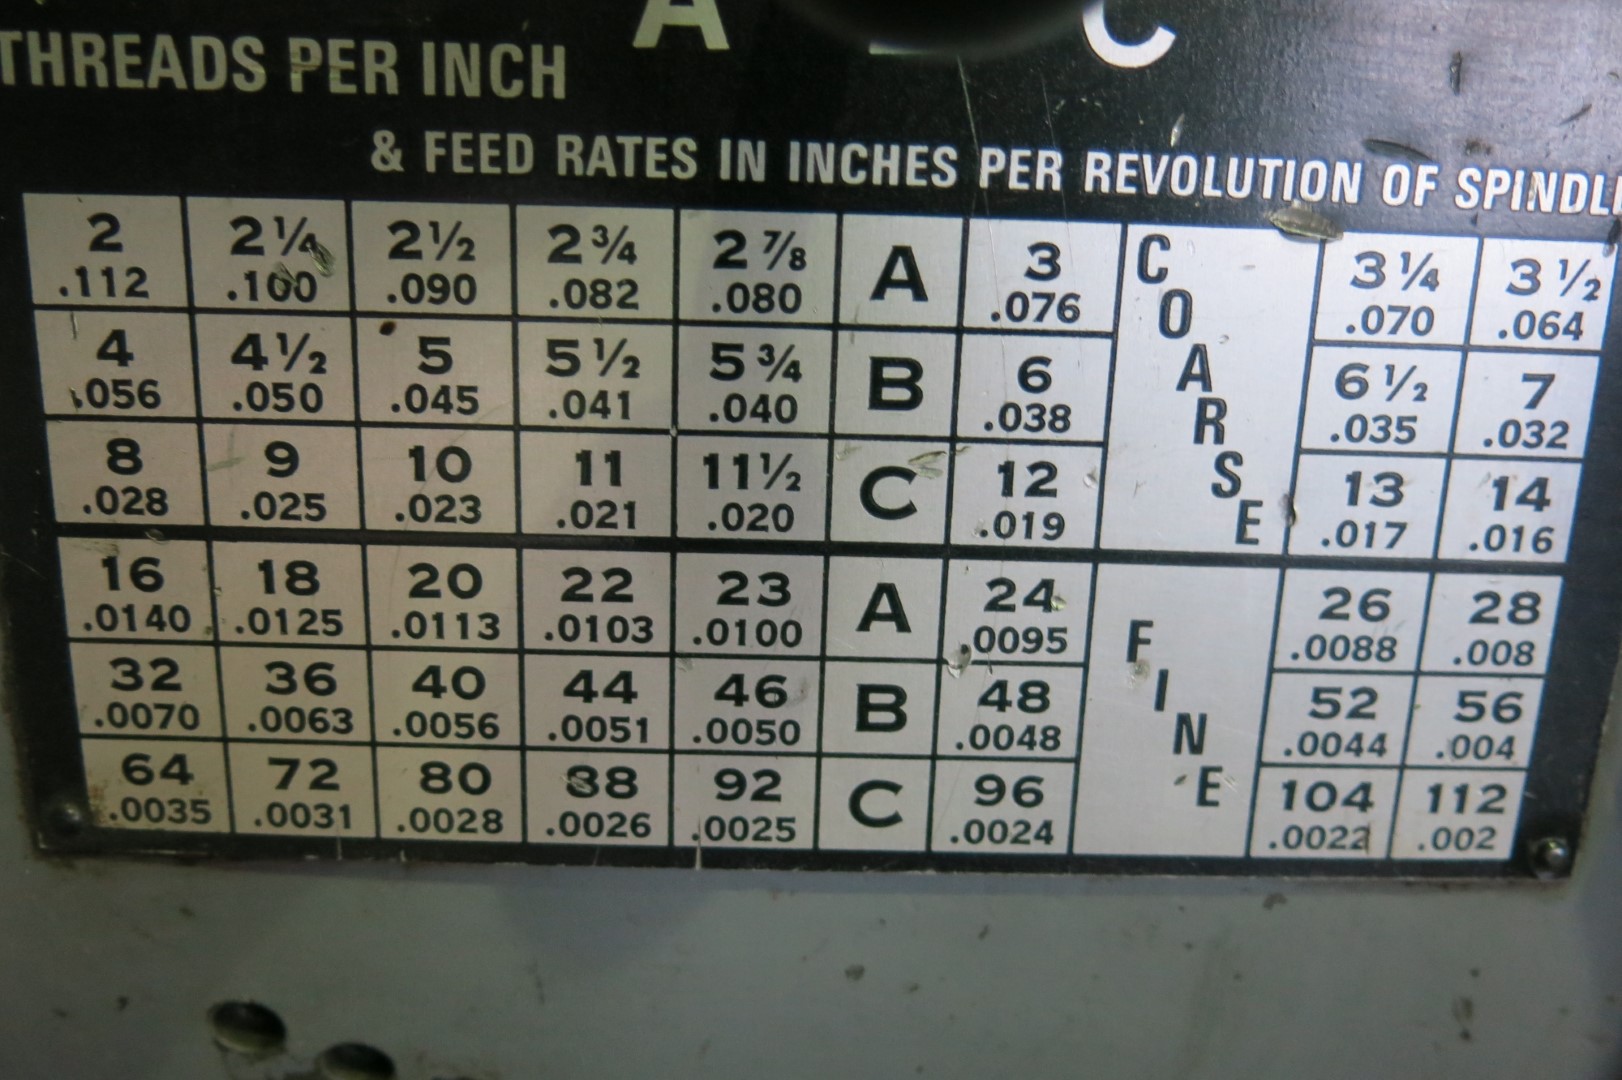 A C
THREADS PER INCH
& FEED RATES IN INCHES PER REVOLUTION OF
2 2¼ 2½ 2¾ 2⅞ A 3 COARSE 3¼ 3½
.112 .100 .090 .082 .080 .076 .070 .064
4 4½ 5 5½ 5¾ B 6 6½ 7
.056 .050 .045 .041 .040 .038 .035 .032
8 9 10 11 11½ C 12 13 14
.028 .025 .023 .021 .020 .019 .017 .016
16 18 20 22 23 A 24 FINE 26 28
.0140 .0125 .0113 .0103 .0100 .0095 .0088 .008
32 36 40 44 46 B 48 52 56
.0070 .0063 .0056 .0051 .0050 .0048 .0044 .004
64 72 80 88 92 C 96 104 112
.0035 .0031 .0028 .0026 .0025 .0024 .0022 .002